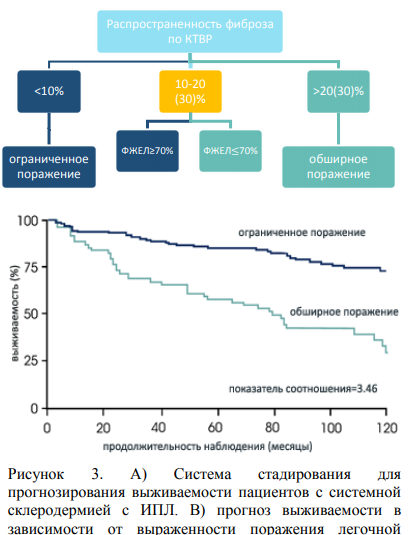 Распространенность фиброза
по КТВР
<10%
10-20
(30)%
>20(30)%
ограниченное
поражение
ФЖЕЛ≥70%
ФЖЕЛ≤70%
обширное
поражение
100
75
50
25
0
выживаемость (%)
ограниченное поражение
обширное поражение
показатель соотношения=3.46
0
20
40
60
80
100
120
продолжительность наблюдения (месяцы)
Рисунок 3. А) Система стадирования для
прогнозирования выживаемости пациентов с системной
склеродермией с ИПЛ. В) прогноз выживаемости в
зависимости от выраженности поражения легочной